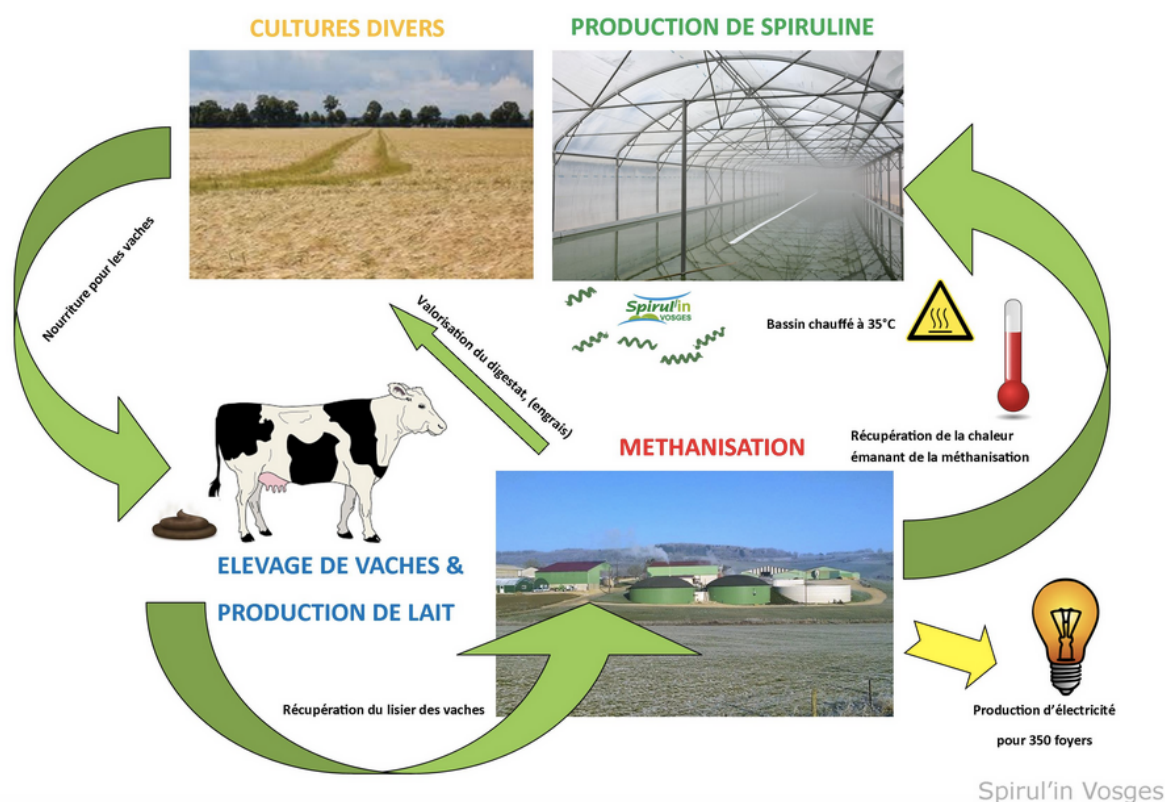 CULTURES DIVERS
PRODUCTION DE SPIRULINE
Nourriture pour les vaches
Valorisation du digestat, (engrais)
Spirul'in
VOSGES
Bassin chauffé à 35°C
METHANISATION
Récupération de la chaleur
émanant de la méthanisation
ELEVAGE DE VACHES &
PRODUCTION DE LAIT
Récupération du lisier des vaches
Production d'électricité
pour 350 foyers
Spirul'in Vosges